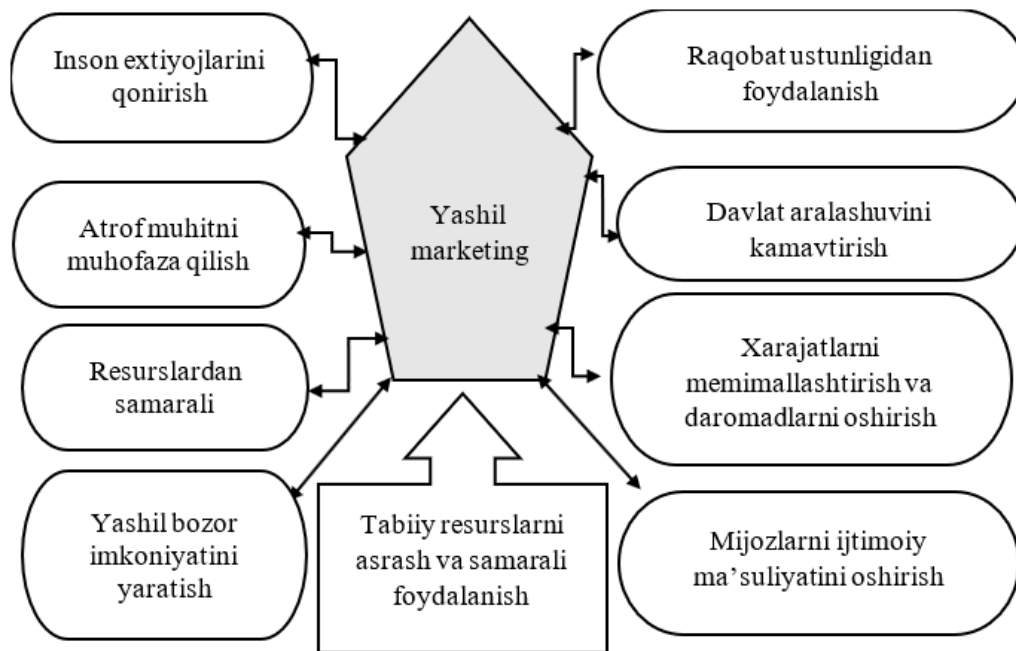 Inson extiyojlarini
qonirish
Raqobat ustunligidan
foydalanish
Atrof muhitni
muhofaza qilish
Yashil
marketing
Davlat aralashuvini
kamavtirish
Resurslardan
samarali
Xarajatlarni
memimallashtirish va
daromadlarni oshirish
Yashil bozor
imkoniyatini
yaratish
Tabiiy resurslarni
asrash va samarali
foydalanish
Mijozlarni ijtimoiy
ma’suliyatini oshirish